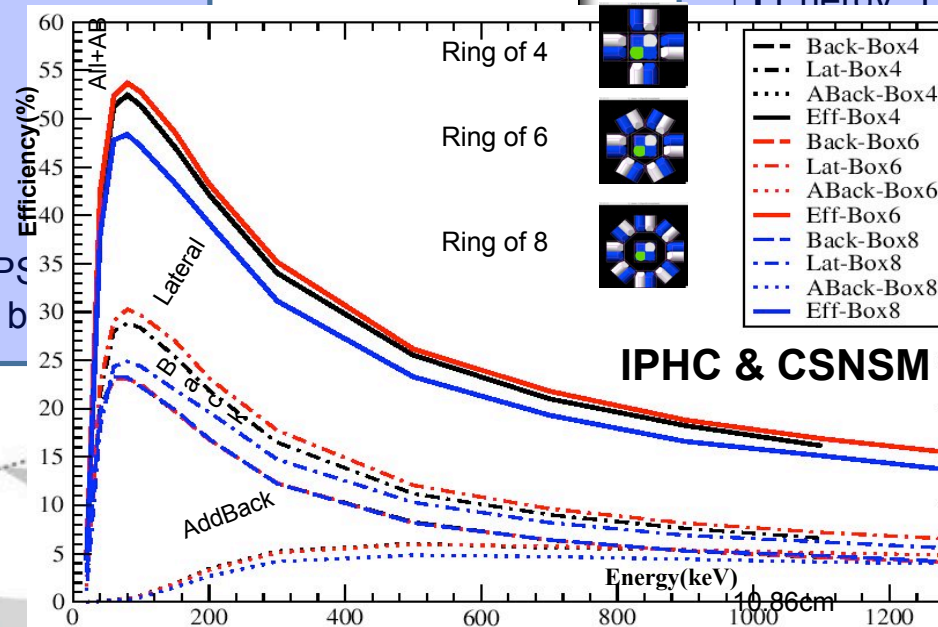 60
55
50
45
40
35
30
25
20
15
10
5
0
Efficiency(%)
All+AB
Lateral
Back
AddBack
Ring of 4
Ring of 6
Ring of 8
Back-Box4
Lat-Box4
ABack-Box4
Eff-Box4
Back-Box6
Lat-Box6
ABack-Box6
Eff-Box6
Back-Box8
Lat-Box8
ABack-Box8
Eff-Box8
IPHC & CSNSM
b
Energy(keV)
10.86cm
0 200 400 600 800 1000 1200